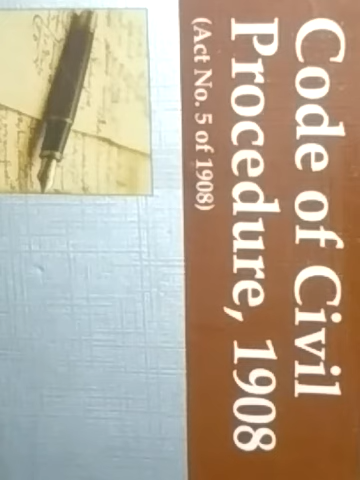 Code of Civil
Procedure, 1908
(Act No. 5 of 1908)